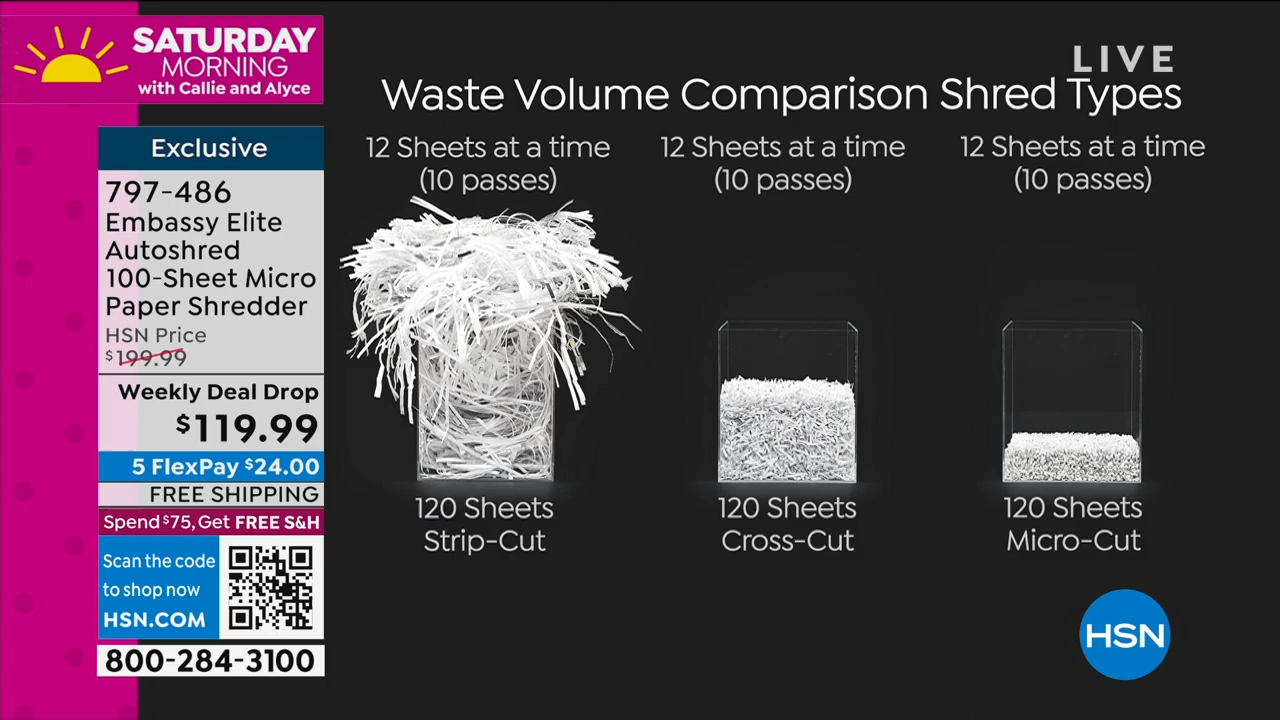 SATURDAY
MORNING
with Callie and Alyce
Exclusive
797-486
Embassy Elite
Autoshred
100-Sheet Micro
Paper Shredder
HSN Price
$199.99
Weekly Deal Drop
$119.99
5 FlexPay $24.00
FREE SHIPPING
Spend $75, Get FREE S&H
Scan the code
to shop now
HSN.COM
800-284-3100
LIVE
Waste Volume Comparison Shred Types
12 Sheets at a time
(10 passes)
120 Sheets
Strip-Cut
12 Sheets at a time
(10 passes)
120 Sheets
Cross-Cut
12 Sheets at a time
(10 passes)
120 Sheets
Micro-Cut
HSN